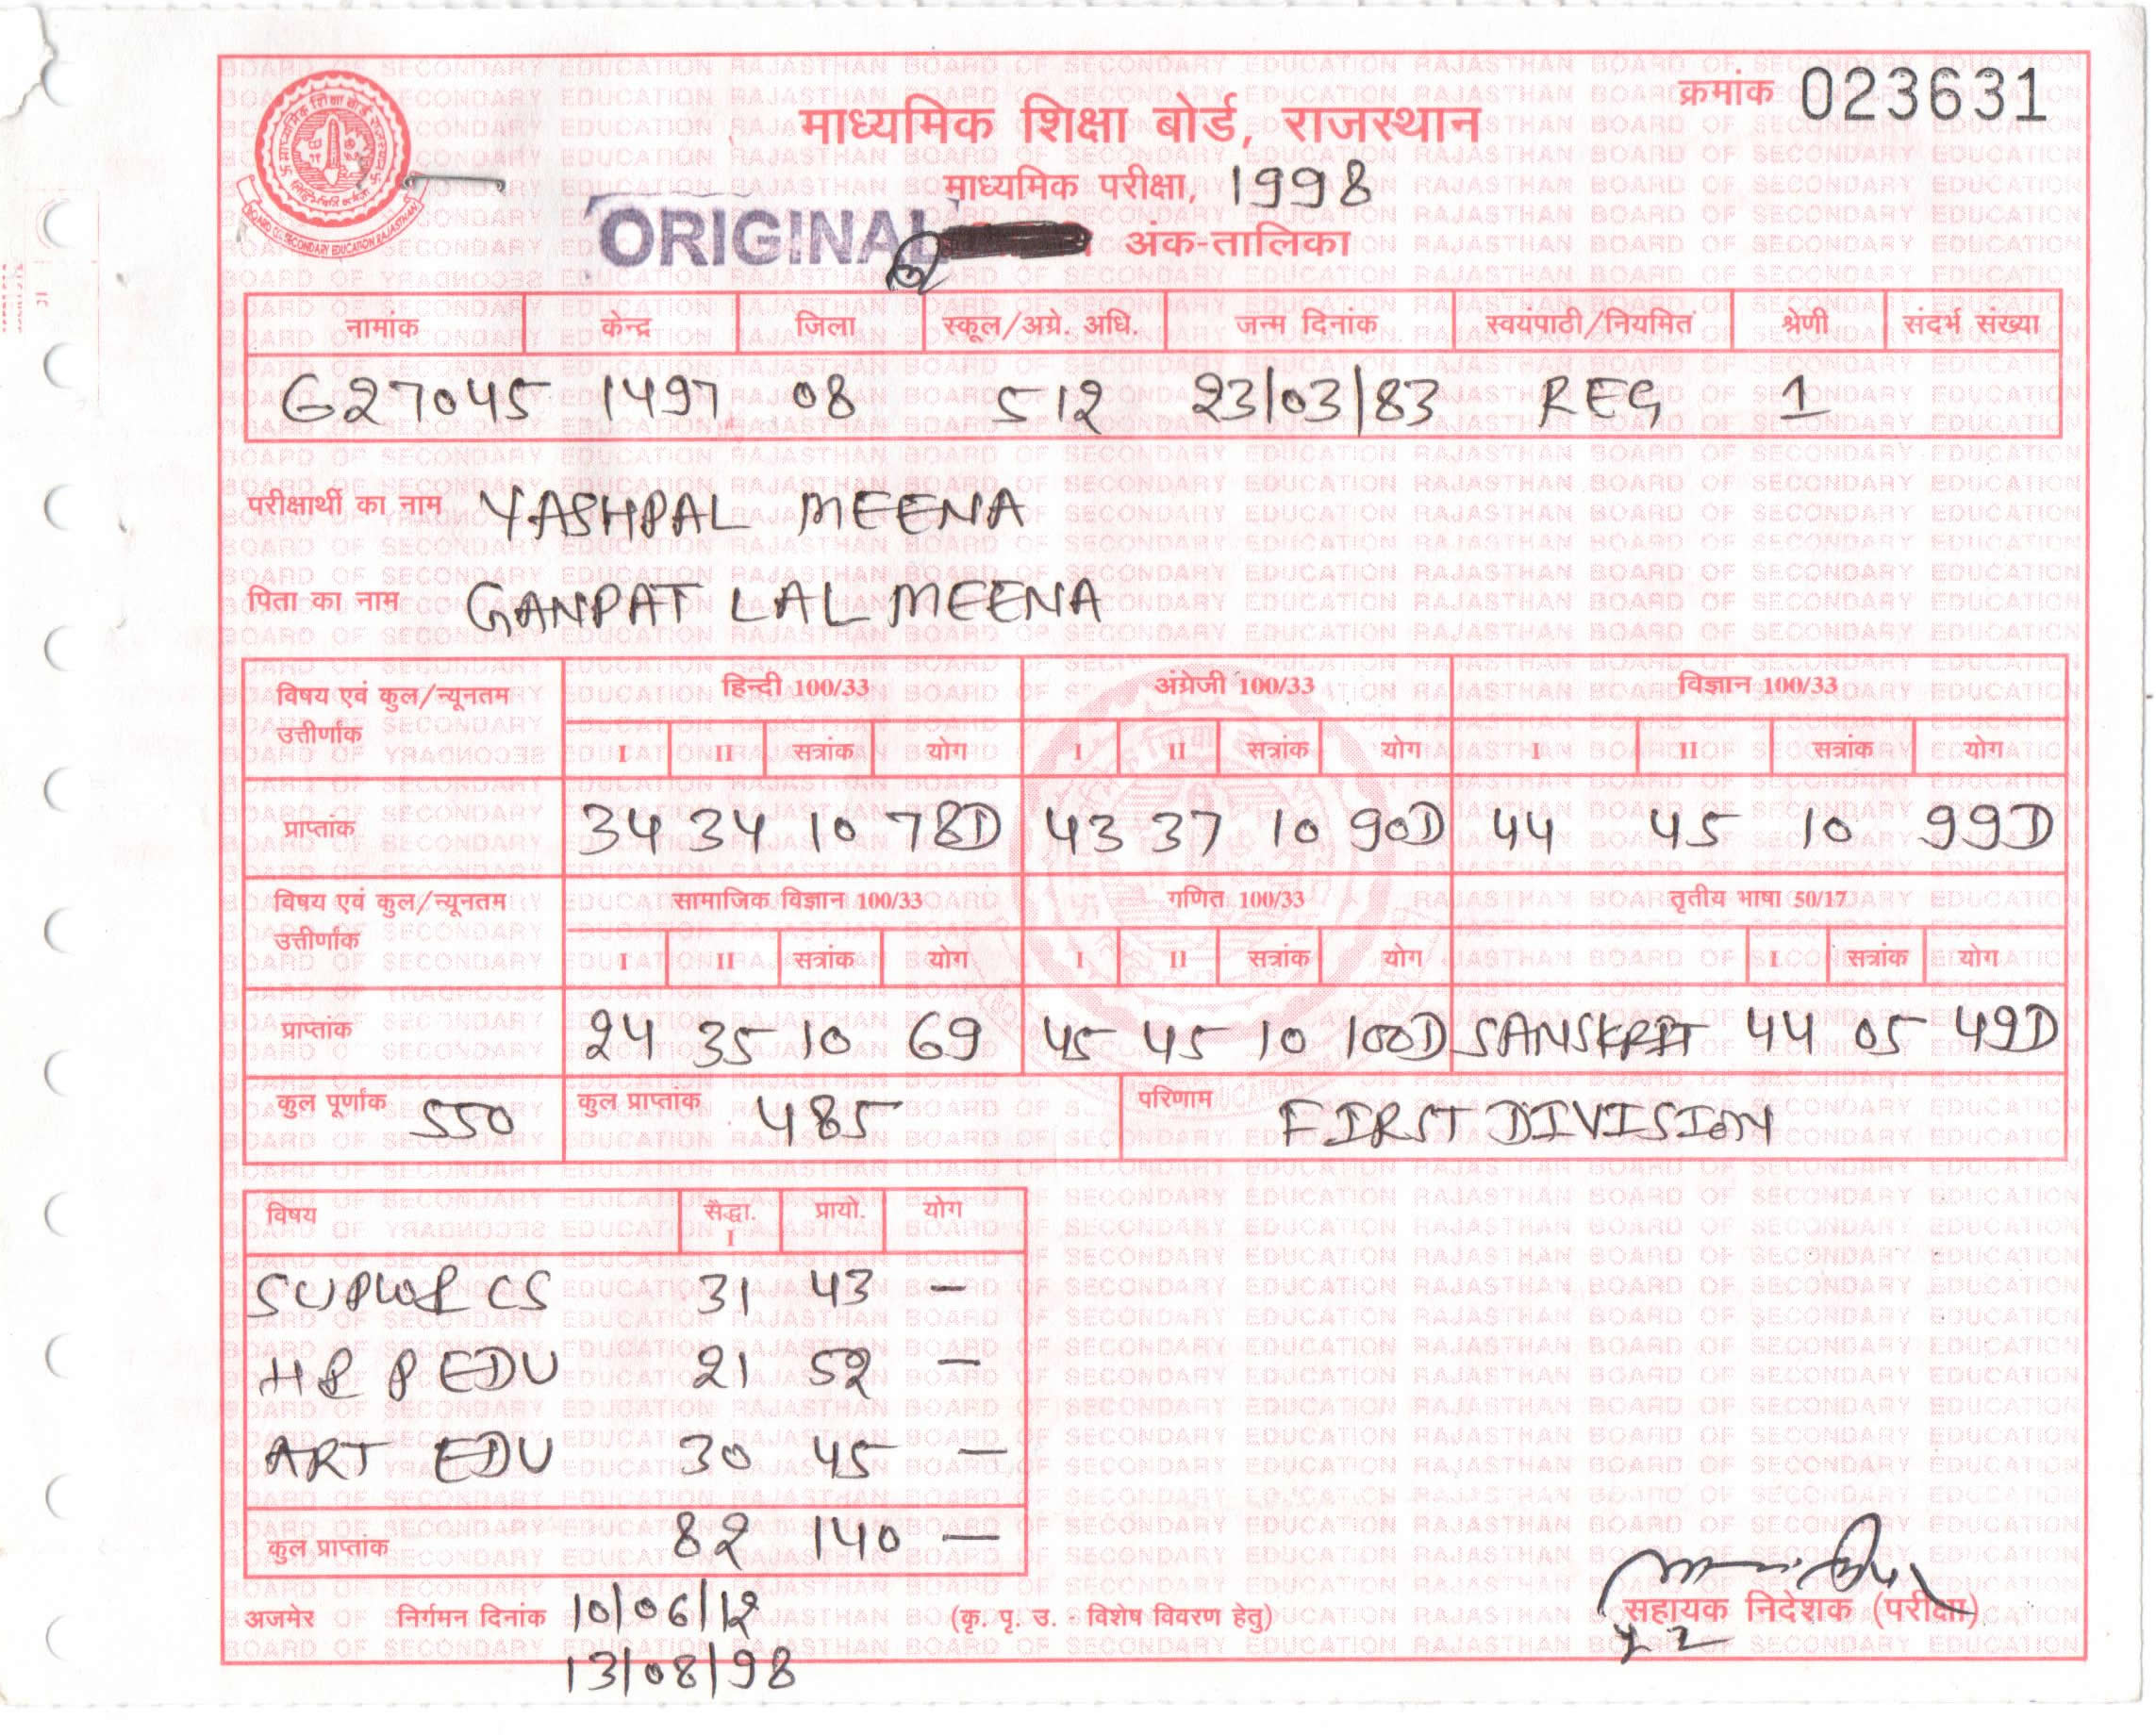 क्रमांक 023631
माध्यमिक शिक्षा बोर्ड, राजस्थान
माध्यमिक परीक्षा, 1998
ORIGINAL अंक-तालिका
BOARD OF SECONDARY EDUCATION RAJASTHAN
नामांक केन्द्र जिला स्कूल/अग्रे. अधि. जन्म दिनांक स्वयंपाठी/नियमित श्रेणी संदर्भ संख्या
G27045 1497 08 S12 23/03/83 REG 1
परीक्षार्थी का नाम YASHPAL MEENA
पिता का नाम GANPAT LAL MEENA
विषय एवं कुल/न्यूनतम उत्तीर्णांक हिन्दी 100/33 अंग्रेजी 100/33 विज्ञान 100/33
I II सत्रांक योग I II सत्रांक योग I II सत्रांक योग
प्राप्तांक 34 34 10 78D 43 37 10 90D 44 45 10 99D
विषय एवं कुल/न्यूनतम उत्तीर्णांक सामाजिक विज्ञान 100/33 गणित 100/33 तृतीय भाषा 50/17
I II सत्रांक योग I II सत्रांक योग I सत्रांक योग
प्राप्तांक 24 35 10 69 45 45 10 100D 44 05 49D
कुल पूर्णांक 550 कुल प्राप्तांक 485 परिणाम FIRST DIVISION
विषय सैद्धा. I प्रायो. योग
SUPW&CS 31 43 —
H&P EDU 21 52 —
ART EDU 30 45 —
कुल प्राप्तांक 82 140 —
अजमेर निर्गमन दिनांक 10/06/12 (कृ. पृ. उ. - विशेष विवरण हेतु) सहायक निदेशक (परीक्षा)
13/08/98